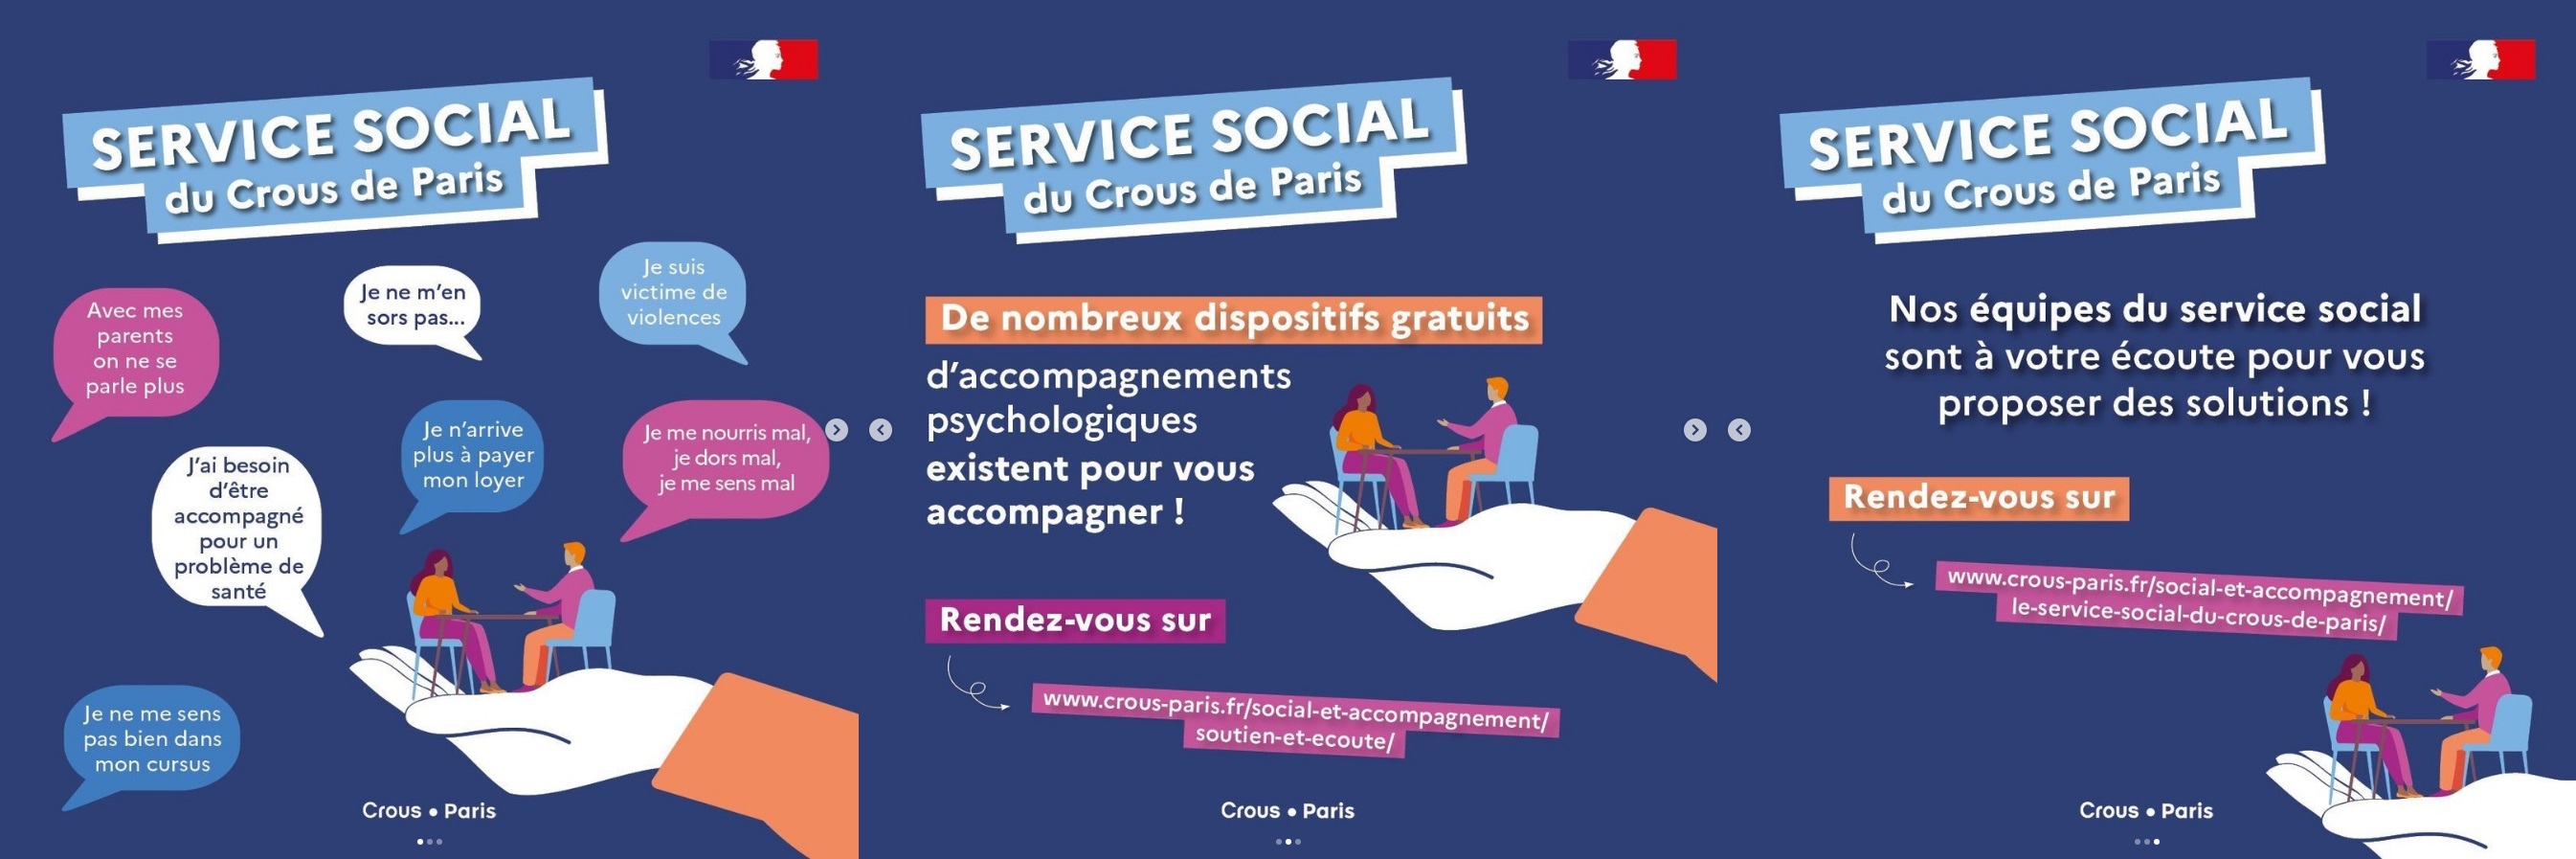 SERVICE SOCIAL
du Crous de Paris
Avec mes
parents
on ne se
parle plus
Je ne m'en
sors pas...
Je suis
victime de
violences
J'ai besoin
d'être
accompagné
pour un
problème de
santé
Je n'arrive
plus à payer
mon loyer
Je me nourris mal,
je dors mal,
je me sens mal
Je ne me sens
pas bien dans
mon cursus
Crous • Paris
SERVICE SOCIAL
du Crous de Paris
De nombreux dispositifs gratuits
d'accompagnements
psychologiques
existent pour vous
accompagner !
Rendez-vous sur
www.crous-paris.fr/social-et-accompagnement/
soutien-et-ecoute/
Crous • Paris
SERVICE SOCIAL
du Crous de Paris
Nos équipes du service social
sont à votre écoute pour vous
proposer des solutions !
Rendez-vous sur
www.crous-paris.fr/social-et-accompagnement/
le-service-social-du-crous-de-paris/
Crous • Paris